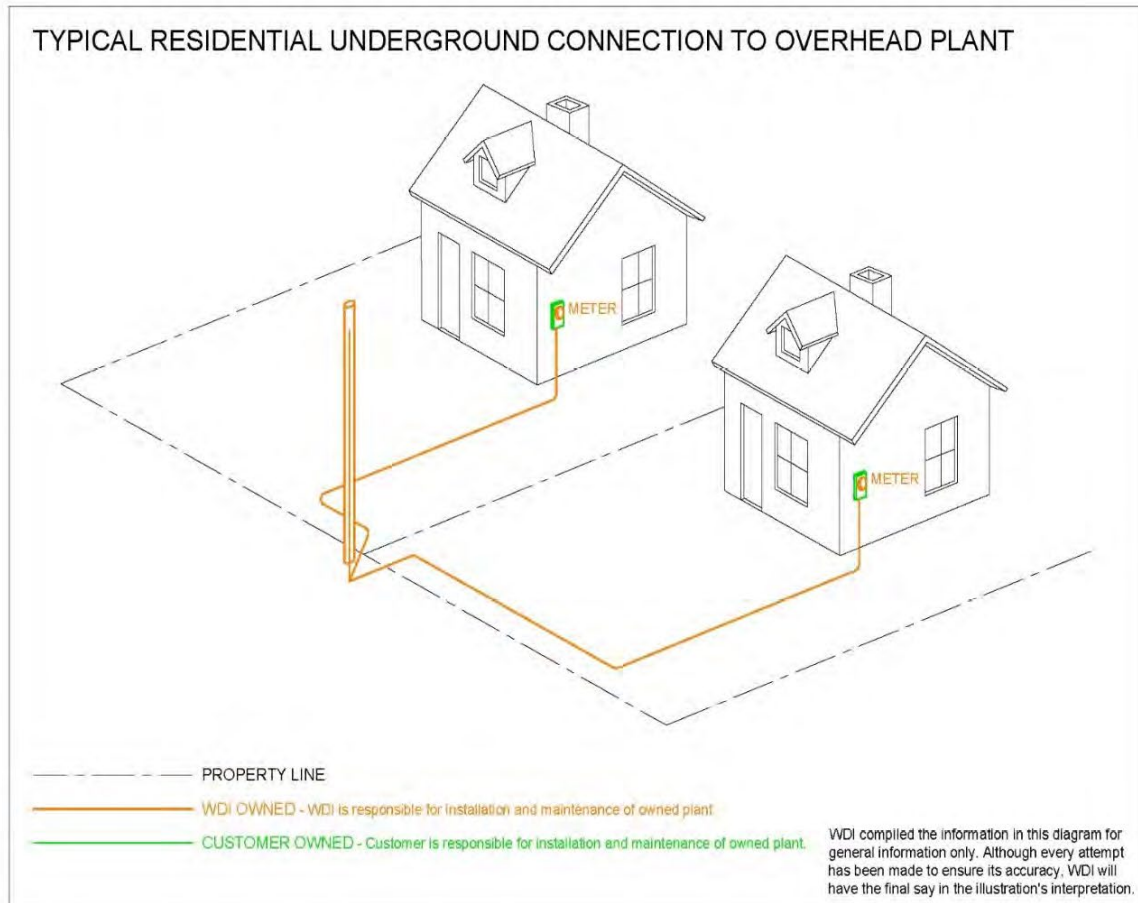 TYPICAL RESIDENTIAL UNDERGROUND CONNECTION TO OVERHEAD PLANT
METER
METER
PROPERTY LINE
WDI OWNED - WDI is responsible for installation and maintenance of owned plant
CUSTOMER OWNED - Customer is responsible for installation and maintenance of owned plant.
WDI compiled the information in this diagram for
general information only. Although every attempt
has been made to ensure its accuracy, WDI will
have the final say in the illustration's interpretation.